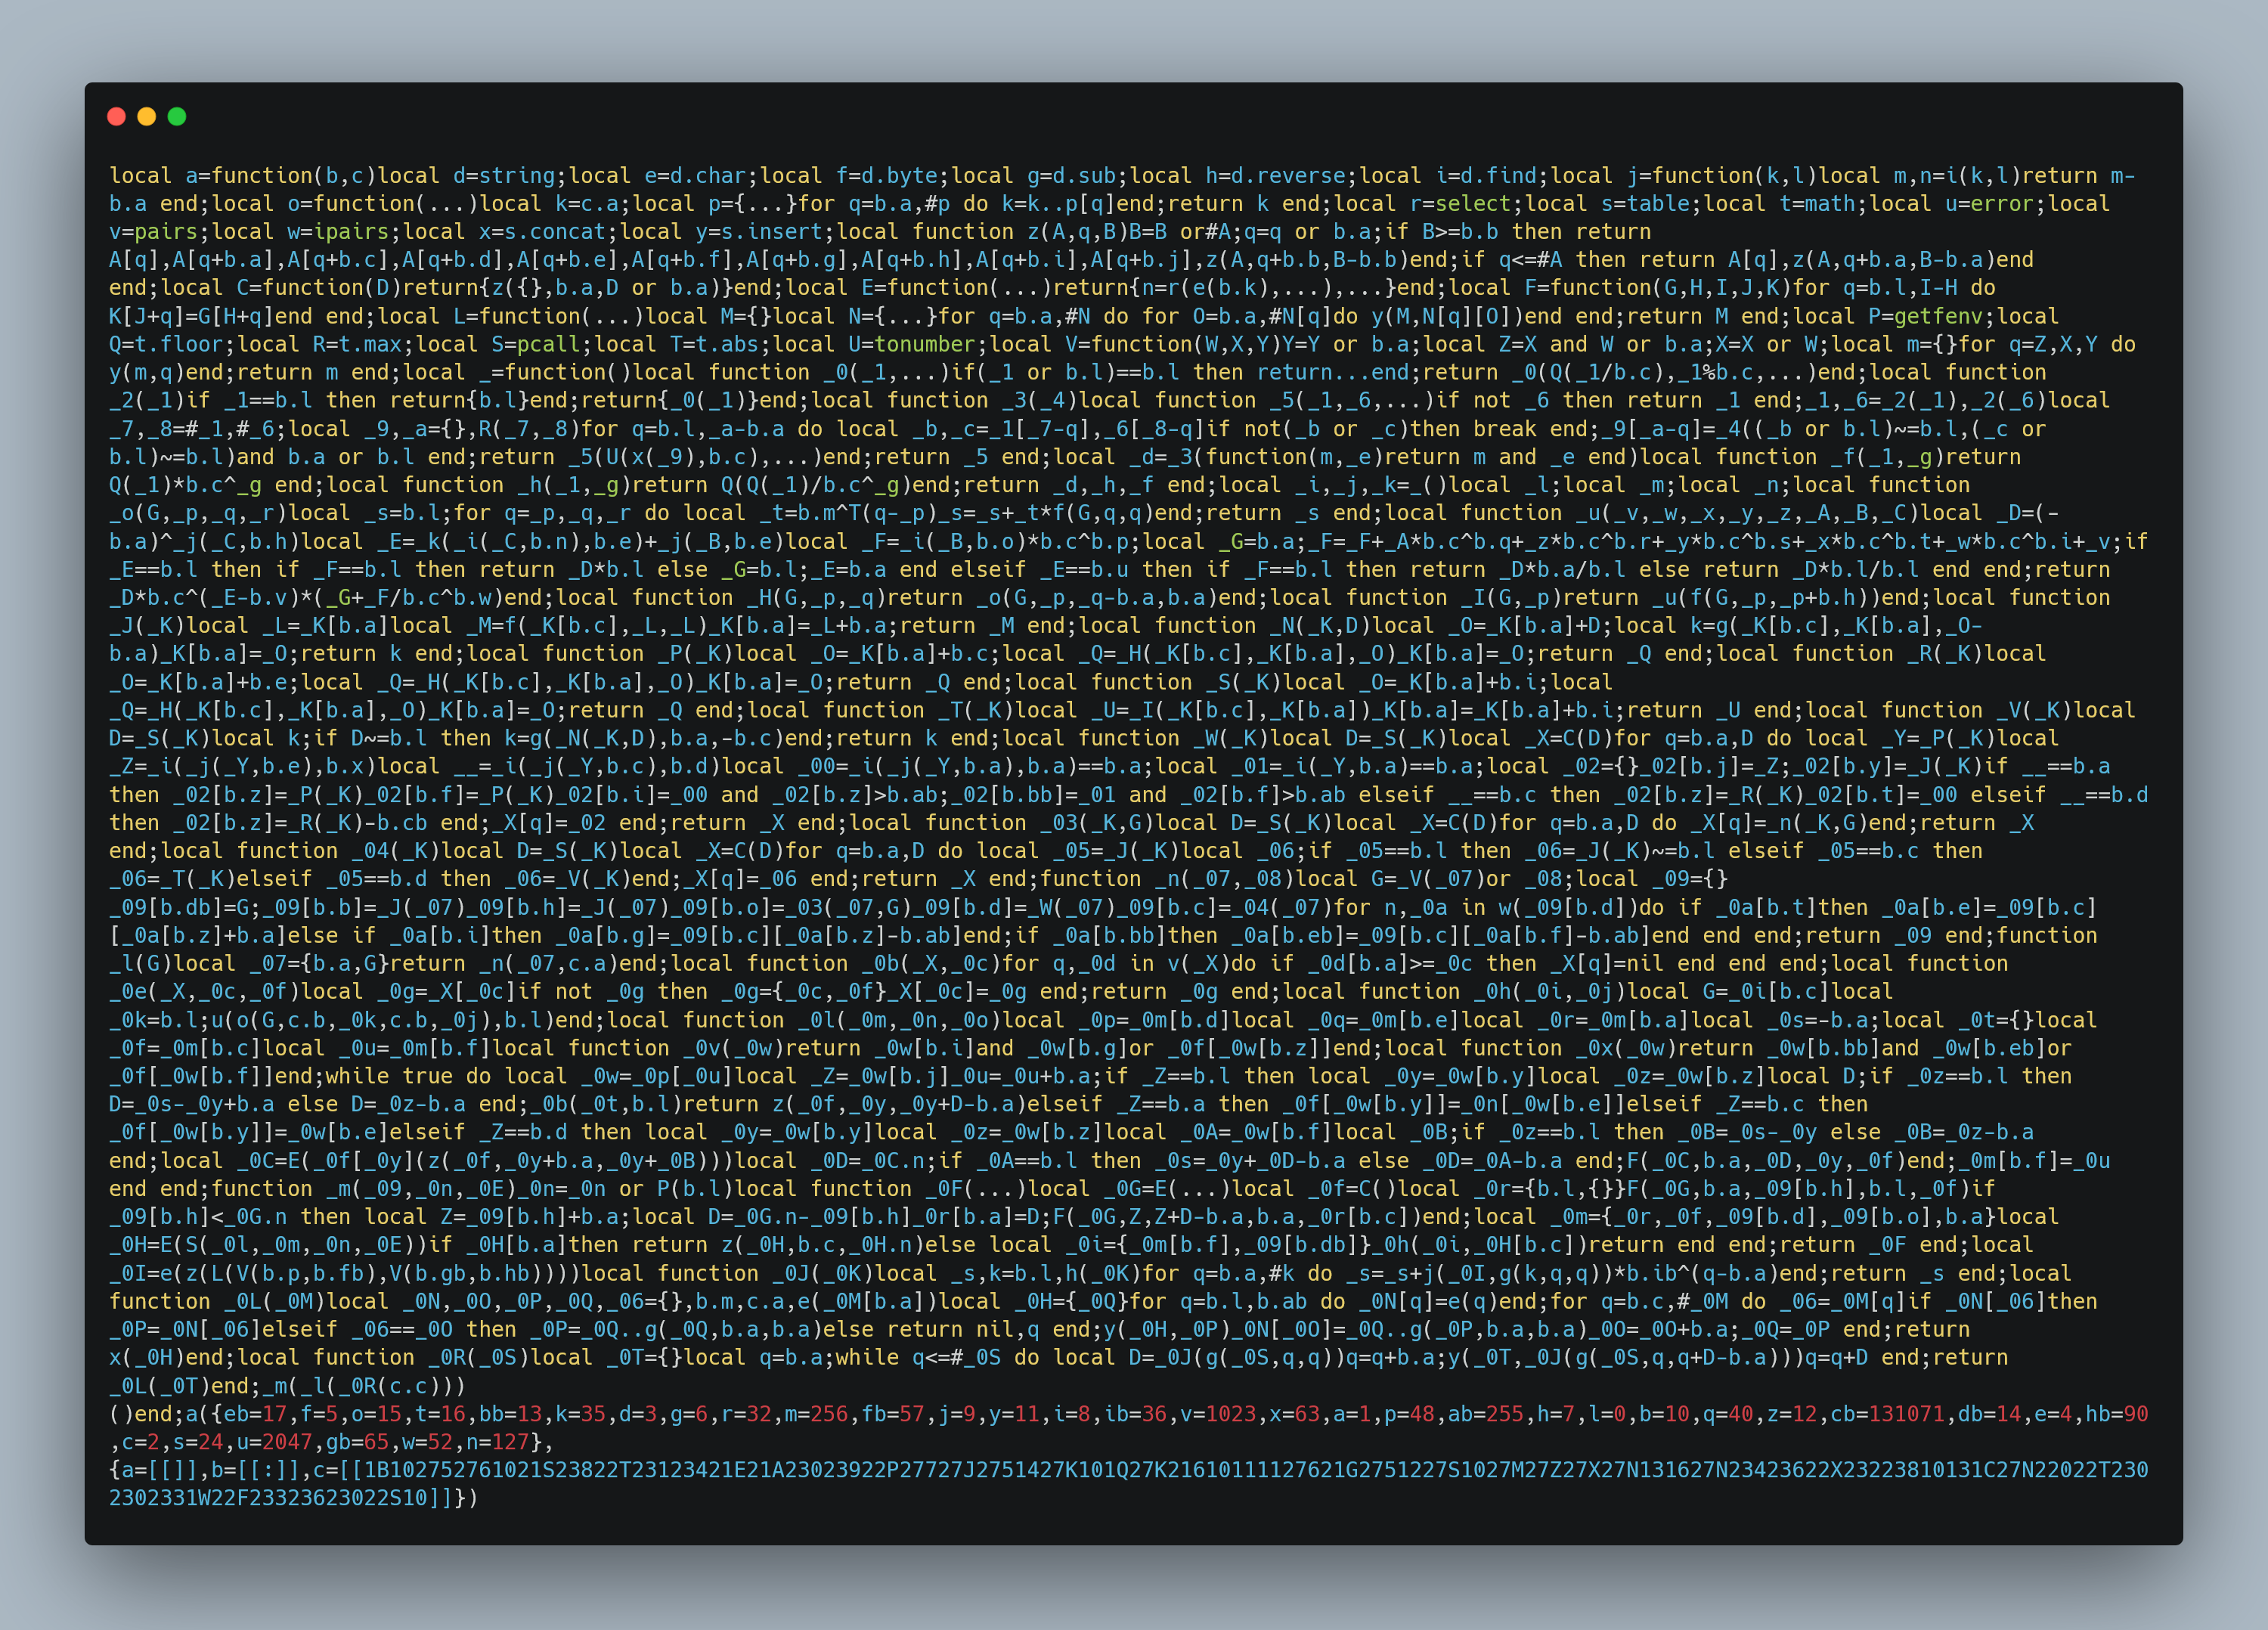 local a=function(b,c)local d=string;local e=d.char;local f=d.byte;local g=d.sub;local h=d.reverse;local i=d.find;local j=function(k,l)local m,n=i(k,l)return m-
b.a end;local o=function(...)local k=c.a;local p={...}for q=b.a,#p do k=k..p[q]end;return k end;local r=select;local s=table;local t=math;local u=error;local
v=pairs;local w=ipairs;local x=s.concat;local y=s.insert;local function z(A,q,B)B=B or#A;q=q or b.a;if B>=b.b then return
A[q],A[q+b.a],A[q+b.c],A[q+b.d],A[q+b.e],A[q+b.f],A[q+b.g],A[q+b.h],A[q+b.i],A[q+b.j],z(A,q+b.b,B-b.b)end;if q<=#A then return A[q],z(A,q+b.a,B-b.a)end
end;local C=function(D)return{z({},b.a,D or b.a)}end;local E=function(...)return{n=r(e(b.k),...),...}end;local F=function(G,H,I,J,K)for q=b.l,I-H do
K[J+q]=G[H+q]end end;local L=function(...)local M={}local N={...}for q=b.a,#N do for O=b.a,#N[q]do y(M,N[q][O])end end;return M end;local P=getfenv;local
Q=t.floor;local R=t.max;local S=pcall;local T=t.abs;local U=tonumber;local V=function(W,X,Y)Y=Y or b.a;local Z=X and W or b.a;X=X or W;local m={}for q=Z,X,Y do
y(m,q)end;return m end;local _=function()local function _0(_1,...)if(_1 or b.l)==b.l then return...end;return _0(Q(_1/b.c),_1%b.c,...)end;local function
_2(_1)if _1==b.l then return{b.l}end;return{_0(_1)}end;local function _3(_4)local function _5(_1,_6,...)if not _6 then return _1 end;_1,_6=_2(_1),_2(_6)local
_7,_8=#_1,#_6;local _9,_a={},R(_7,_8)for q=b.l,_a-b.a do local _b,_c=_1[_7-q],_6[_8-q]if not(_b or _c)then break end;_9[_a-q]=_4((_b or b.l)~=b.l,(_c or
b.l)~=b.l)and b.a or b.l end;return _5(U(x(_9),b.c),...)end;return _5 end;local _d=_3(function(m,_e)return m and _e end)local function _f(_1,_g)return
Q(_1)*b.c^_g end;local function _h(_1,_g)return Q(Q(_1)/b.c^_g)end;return _d,_h,_f end;local _i,_j,_k=_()local _l;local _m;local _n;local function
_o(G,_p,_q,_r)local _s=b.l;for q=_p,_q,_r do local _t=b.m^T(q-_p)_s=_s+_t*f(G,q,q)end;return _s end;local function _u(_v,_w,_x,_y,_z,_A,_B,_C)local _D=(-
b.a)^_j(_C,b.h)local _E=_k(_i(_C,b.n),b.e)+_j(_B,b.e)local _F=_i(_B,b.o)*b.c^b.p;local _G=b.a;_F=_F+_A*b.c^b.q+_z*b.c^b.r+_y*b.c^b.s+_x*b.c^b.t+_w*b.c^b.i+_v;if
_E==b.l then if _F==b.l then return _D*b.l else _G=b.l;_E=b.a end elseif _E==b.u then if _F==b.l then return _D*b.a/b.l else return _D*b.l/b.l end end;return
_D*b.c^(_E-b.v)*(_G+_F/b.c^b.w)end;local function _H(G,_p,_q)return _o(G,_p,_q-b.a,b.a)end;local function _I(G,_p)return _u(f(G,_p,_p+b.h))end;local function
_J(_K)local _L=_K[b.a]local _M=f(_K[b.c],_L,_L)_K[b.a]=_L+b.a;return _M end;local function _N(_K,D)local _O=_K[b.a]+D;local k=g(_K[b.c],_K[b.a],_O-
b.a)_K[b.a]=_O;return k end;local function _P(_K)local _O=_K[b.a]+b.c;local _Q=_H(_K[b.c],_K[b.a],_O)_K[b.a]=_O;return _Q end;local function _R(_K)local
_O=_K[b.a]+b.e;local _Q=_H(_K[b.c],_K[b.a],_O)_K[b.a]=_O;return _Q end;local function _S(_K)local _O=_K[b.a]+b.i;local
_Q=_H(_K[b.c],_K[b.a],_O)_K[b.a]=_O;return _Q end;local function _T(_K)local _U=_I(_K[b.c],_K[b.a])_K[b.a]=_K[b.a]+b.i;return _U end;local function _V(_K)local
D=_S(_K)local k;if D~=b.l then k=g(_N(_K,D),b.a,-b.c)end;return k end;local function _W(_K)local D=_S(_K)local _X=C(D)for q=b.a,D do local _Y=_P(_K)local
_Z=_i(_j(_Y,b.e),b.x)local __=_i(_j(_Y,b.c),b.d)local _00=_i(_j(_Y,b.a),b.a)==b.a;local _01=_i(_Y,b.a)==b.a;local _02={}_02[b.j]=_Z;_02[b.y]=_J(_K)if __==b.a
then _02[b.z]=_P(_K)_02[b.f]=_P(_K)_02[b.i]=_00 and _02[b.z]>b.ab;_02[b.bb]=_01 and _02[b.f]>b.ab elseif __==b.c then _02[b.z]=_R(_K)_02[b.t]=_00 elseif __==b.d
then _02[b.z]=_R(_K)-b.cb end;_X[q]=_02 end;return _X end;local function _03(_K,G)local D=_S(_K)local _X=C(D)for q=b.a,D do _X[q]=_n(_K,G)end;return _X
end;local function _04(_K)local D=_S(_K)local _X=C(D)for q=b.a,D do local _05=_J(_K)local _06;if _05==b.l then _06=_J(_K)~=b.l elseif _05==b.c then
_06=_T(_K)elseif _05==b.d then _06=_V(_K)end;_X[q]=_06 end;return _X end;function _n(_07,_08)local G=_V(_07)or _08;local _09={}
_09[b.db]=G;_09[b.b]=_J(_07)_09[b.h]=_J(_07)_09[b.o]=_03(_07,G)_09[b.d]=_W(_07)_09[b.c]=_04(_07)for n,_0a in w(_09[b.d])do if _0a[b.t]then _0a[b.e]=_09[b.c]
[_0a[b.z]+b.a]else if _0a[b.i]then _0a[b.g]=_09[b.c][_0a[b.z]-b.ab]end;if _0a[b.bb]then _0a[b.eb]=_09[b.c][_0a[b.f]-b.ab]end end end;return _09 end;function
_l(G)local _07={b.a,G}return _n(_07,c.a)end;local function _0b(_X,_0c)for q,_0d in v(_X)do if _0d[b.a]>=_0c then _X[q]=nil end end end;local function
_0e(_X,_0c,_0f)local _0g=_X[_0c]if not _0g then _0g={_0c,_0f}_X[_0c]=_0g end;return _0g end;local function _0h(_0i,_0j)local G=_0i[b.c]local
_0k=b.l;u(o(G,c.b,_0k,c.b,_0j),b.l)end;local function _0l(_0m,_0n,_0o)local _0p=_0m[b.d]local _0q=_0m[b.e]local _0r=_0m[b.a]local _0s=-b.a;local _0t={}local
_0f=_0m[b.c]local _0u=_0m[b.f]local function _0v(_0w)return _0w[b.i]and _0w[b.g]or _0f[_0w[b.z]]end;local function _0x(_0w)return _0w[b.bb]and _0w[b.eb]or
_0f[_0w[b.f]]end;while true do local _0w=_0p[_0u]local _Z=_0w[b.j]_0u=_0u+b.a;if _Z==b.l then local _0y=_0w[b.y]local _0z=_0w[b.z]local D;if _0z==b.l then
D=_0s-_0y+b.a else D=_0z-b.a end;_0b(_0t,b.l)return z(_0f,_0y,_0y+D-b.a)elseif _Z==b.a then _0f[_0w[b.y]]=_0n[_0w[b.e]]elseif _Z==b.c then
_0f[_0w[b.y]]=_0w[b.e]elseif _Z==b.d then local _0y=_0w[b.y]local _0z=_0w[b.z]local _0A=_0w[b.f]local _0B;if _0z==b.l then _0B=_0s-_0y else _0B=_0z-b.a
end;local _0C=E(_0f[_0y](z(_0f,_0y+b.a,_0y+_0B)))local _0D=_0C.n;if _0A==b.l then _0s=_0y+_0D-b.a else _0D=_0A-b.a end;F(_0C,b.a,_0D,_0y,_0f)end;_0m[b.f]=_0u
end end;function _m(_09,_0n,_0E)_0n=_0n or P(b.l)local function _0F(...)local _0G=E(...)local _0f=C()local _0r={b.l,{}}F(_0G,b.a,_09[b.h],b.l,_0f)if
_09[b.h]<_0G.n then local Z=_09[b.h]+b.a;local D=_0G.n-_09[b.h]_0r[b.a]=D;F(_0G,Z,Z+D-b.a,b.a,_0r[b.c])end;local _0m={_0r,_0f,_09[b.d],_09[b.o],b.a}local
_0H=E(S(_0l,_0m,_0n,_0E))if _0H[b.a]then return z(_0H,b.c,_0H.n)else local _0i={_0m[b.f],_09[b.db]}_0h(_0i,_0H[b.c])return end end;return _0F end;local
_0I=e(z(L(V(b.p,b.fb),V(b.gb,b.hb))))local function _0J(_0K)local _s,k=b.l,h(_0K)for q=b.a,#k do _s=_s+j(_0I,g(k,q,q))*b.ib^(q-b.a)end;return _s end;local
function _0L(_0M)local _0N,_0O,_0P,_0Q,_06={},b.m,c.a,e(_0M[b.a])local _0H={_0Q}for q=b.l,b.ab do _0N[q]=e(q)end;for q=b.c,#_0M do _06=_0M[q]if _0N[_06]then
_0P=_0N[_06]elseif _06==_0O then _0P=_0Q..g(_0Q,b.a,b.a)else return nil,q end;y(_0H,_0P)_0N[_0O]=_0Q..g(_0P,b.a,b.a)_0O=_0O+b.a;_0Q=_0P end;return
x(_0H)end;local function _0R(_0S)local _0T={}local q=b.a;while q<=#_0S do local D=_0J(g(_0S,q,q))q=q+b.a;y(_0T,_0J(g(_0S,q,q+D-b.a)))q=q+D end;return
_0L(_0T)end;_m(_l(_0R(c.c)))
()end;a({eb=17,f=5,o=15,t=16,bb=13,k=35,d=3,g=6,r=32,m=256,fb=57,j=9,y=11,i=8,ib=36,v=1023,x=63,a=1,p=48,ab=255,h=7,l=0,b=10,q=40,z=12,cb=131071,db=14,e=4,hb=90
,c=2,s=24,u=2047,gb=65,w=52,n=127},
{a=[[]],b=[[:]],c=[[1B102752761021S23822T23123421E21A23023922P27727J2751427K101Q27K21610111127621G2751227S1027M27Z27X27N131627N23423622X23223810131C27N22022T230
2302331W22F23323623022S10]]})